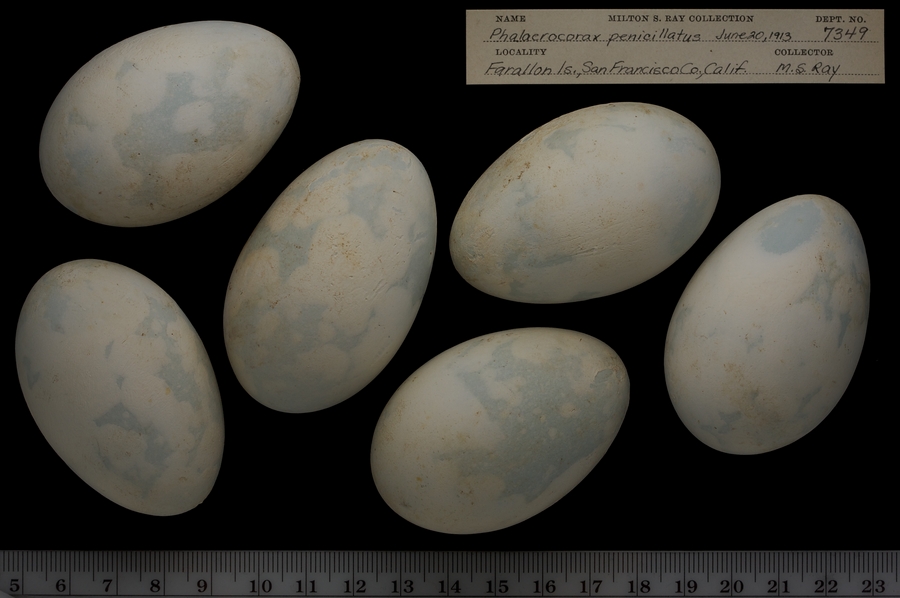 NAME MILTON S. RAY COLLECTION DEPT. NO.
Phalacrocorax penicillatus June 20, 1913 7349
LOCALITY COLLECTOR
Farallon Is., San Francisco Co., Calif. M. S. Ray
5 6 7 8 9 10 11 12 13 14 15 16 17 18 19 20 21 22 23